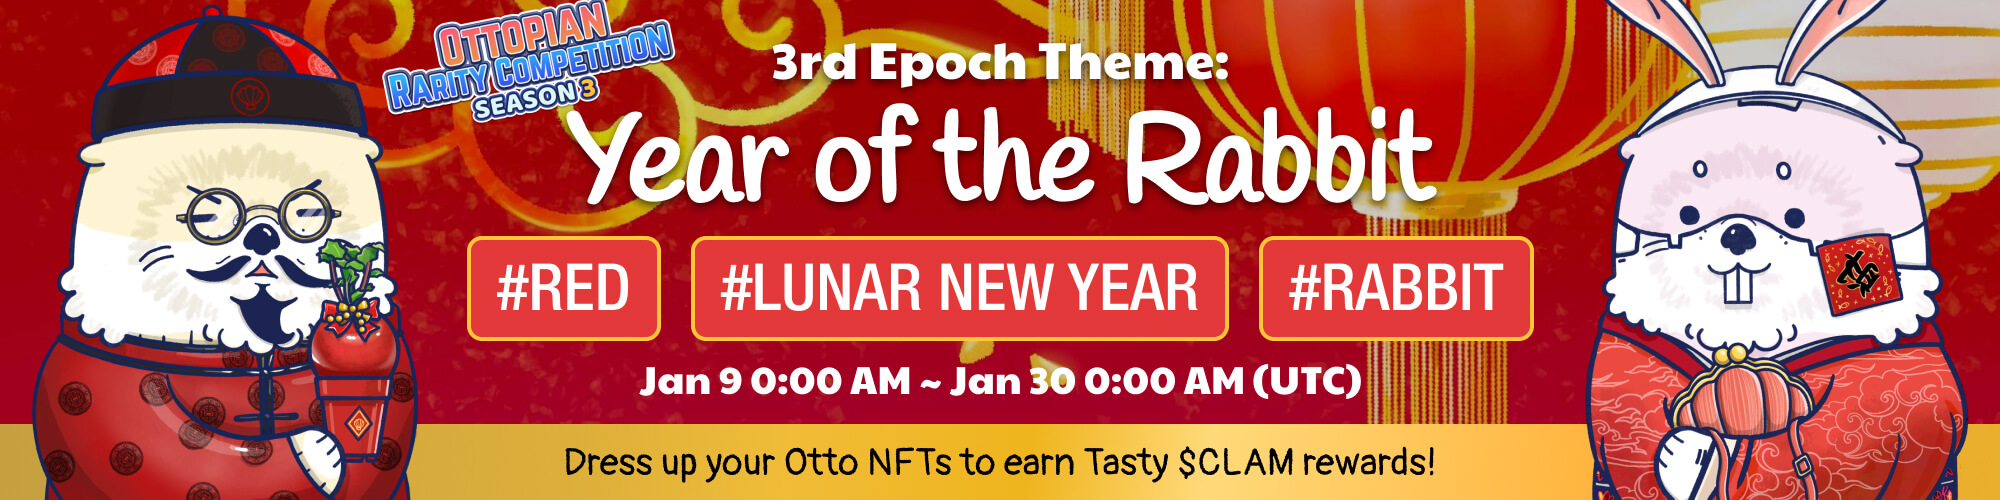 OTTOPIAN
RARITY COMPETITION
SEASON 3
3rd Epoch Theme:
Year of the Rabbit
#RED
#LUNAR NEW YEAR
#RABBIT
Jan 9 0:00 AM ~ Jan 30 0:00 AM (UTC)
Dress up your Otto NFTs to earn Tasty $CLAM rewards!